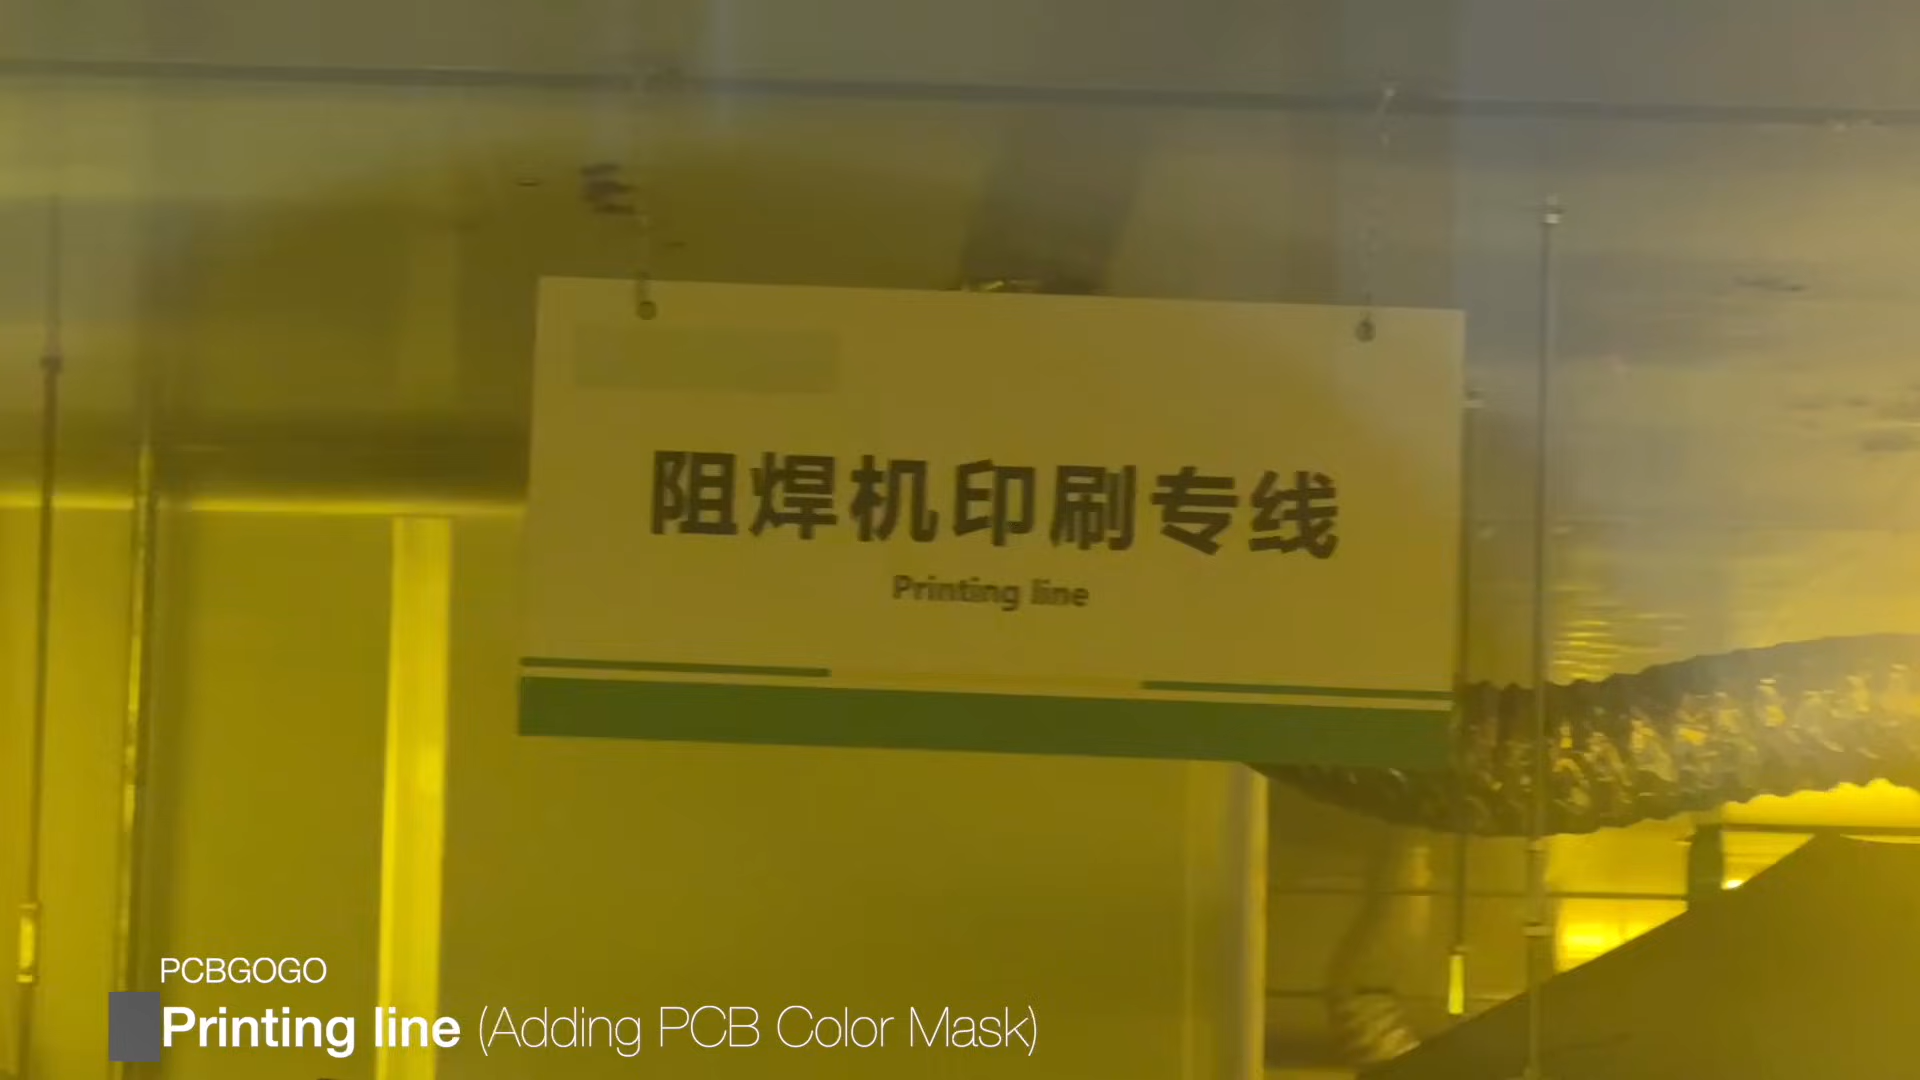 阻焊机印刷专线
Printing line
PCBGOGO
Printing line (Adding PCB Color Mask)